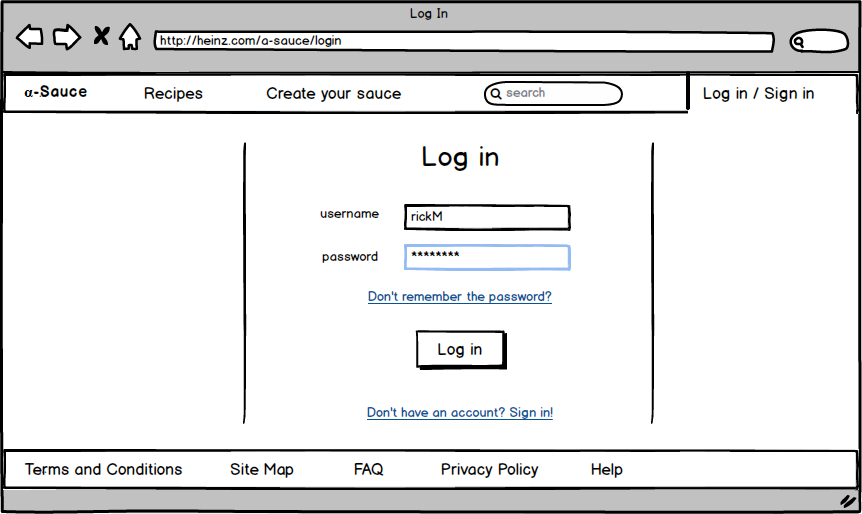 Log In
http://heinz.com/a-sauce/login
α-Sauce Recipes Create your sauce search Log in / Sign in
Log in
username rickM
password ********
Don't remember the password?
Log in
Don't have an account? Sign in!
Terms and Conditions Site Map FAQ Privacy Policy Help